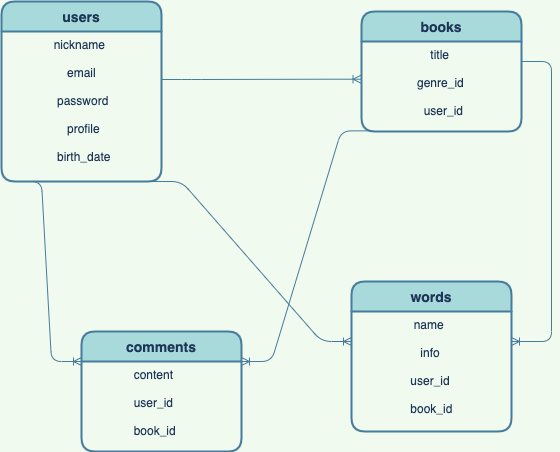 users
nickname
email
password
profile
birth_date
books
title
genre_id
user_id
comments
content
user_id
book_id
words
name
info
user_id
book_id